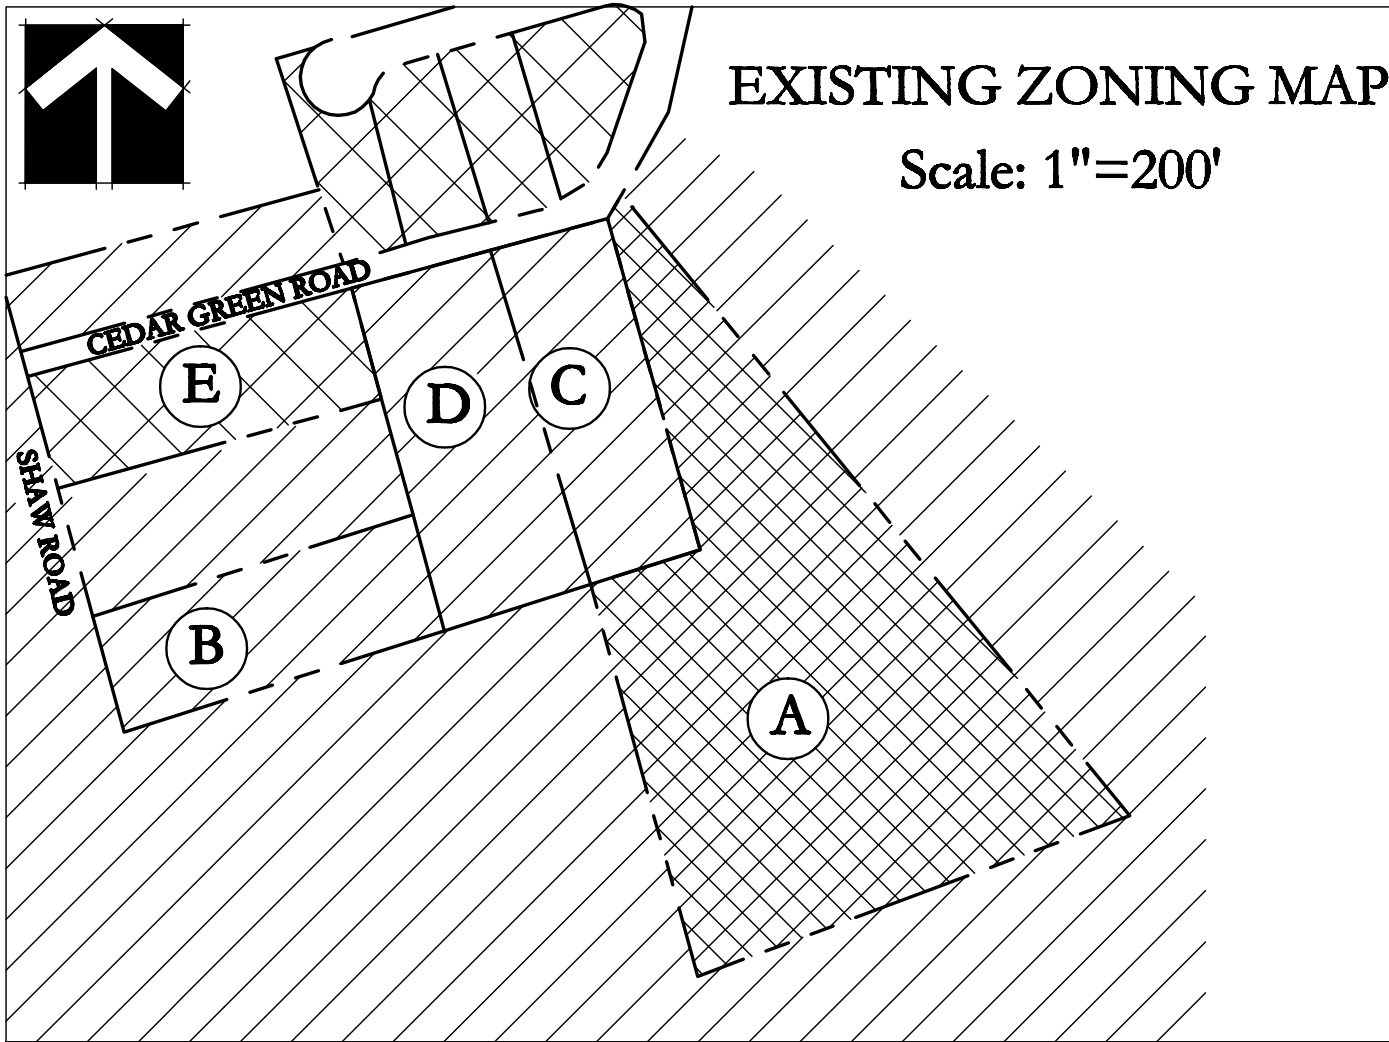 EXISTING ZONING MAP
Scale: 1"=200'
CEDAR GREEN ROAD
E
D
C
SHAW ROAD
B
A